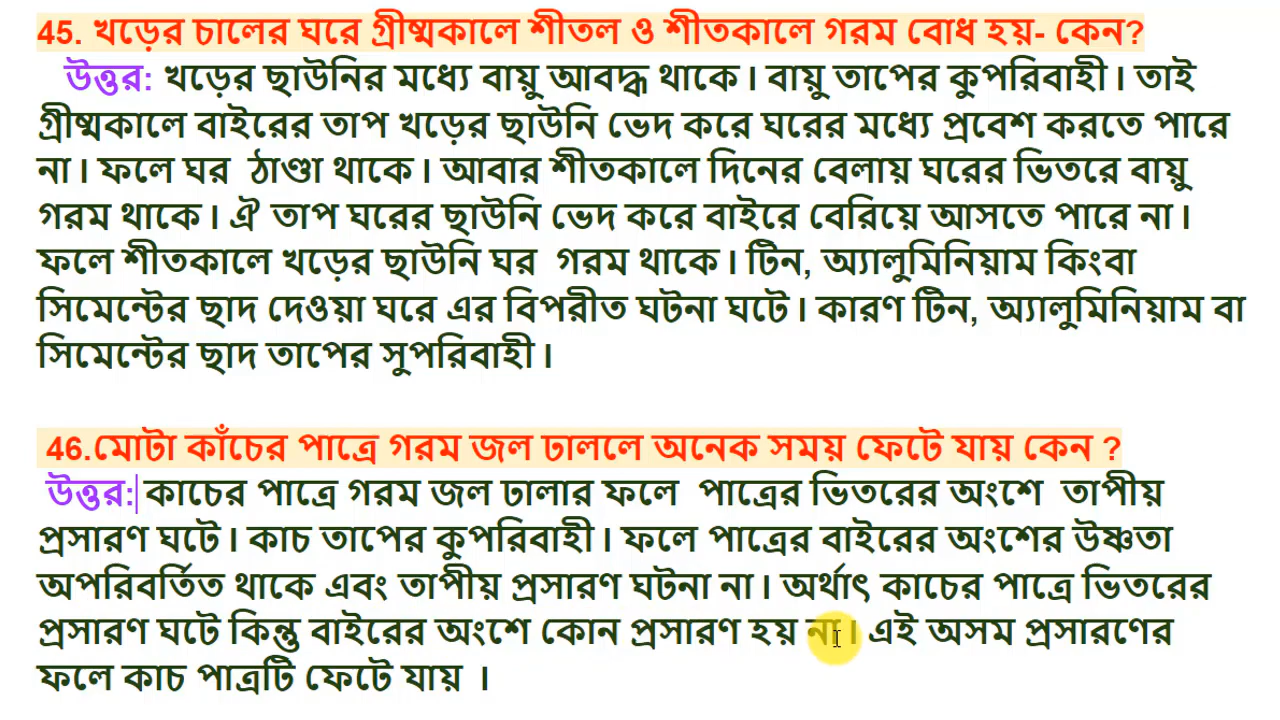 45. খড়ের চালের ঘরে গ্রীষ্মকালে শীতল ও শীতকালে গরম বোধ হয়- কেন?
উত্তর: খড়ের ছাউনির মধ্যে বায়ু আবদ্ধ থাকে। বায়ু তাপের কুপরিবাহী। তাই
গ্রীষ্মকালে বাইরের তাপ খড়ের ছাউনি ভেদ করে ঘরের মধ্যে প্রবেশ করতে পারে
না। ফলে ঘর ঠাণ্ডা থাকে। আবার শীতকালে দিনের বেলায় ঘরের ভিতরে বায়ু
গরম থাকে। ঐ তাপ ঘরের ছাউনি ভেদ করে বাইরে বেরিয়ে আসতে পারে না।
ফলে শীতকালে খড়ের ছাউনি ঘর গরম থাকে। টিন, অ্যালুমিনিয়াম কিংবা
সিমেন্টের ছাদ দেওয়া ঘরে এর বিপরীত ঘটনা ঘটে। কারণ টিন, অ্যালুমিনিয়াম বা
সিমেন্টের ছাদ তাপের সুপরিবাহী।
46.মোটা কাঁচের পাত্রে গরম জল ঢাললে অনেক সময় ফেটে যায় কেন ?
উত্তর: কাচের পাত্রে গরম জল ঢালার ফলে পাত্রের ভিতরের অংশে তাপীয়
প্রসারণ ঘটে। কাচ তাপের কুপরিবাহী। ফলে পাত্রের বাইরের অংশের উষ্ণতা
অপরিবর্তিত থাকে এবং তাপীয় প্রসারণ ঘটনা না। অর্থাৎ কাচের পাত্রে ভিতরের
প্রসারণ ঘটে কিন্তু বাইরের অংশে কোন প্রসারণ হয় না। এই অসম প্রসারণের
ফলে কাচ পাত্রটি ফেটে যায় ।